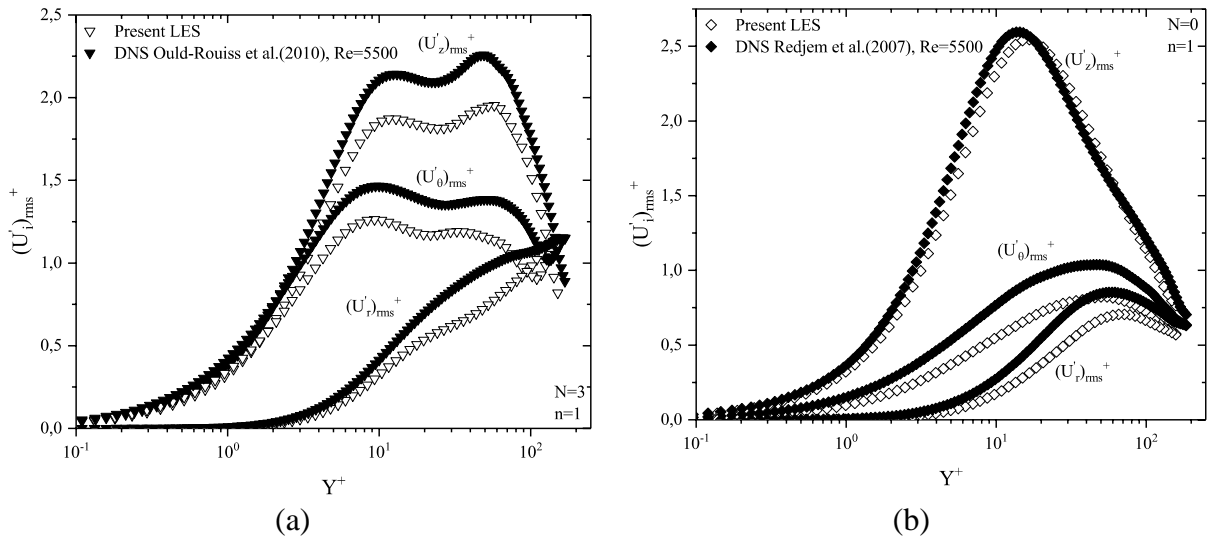 Present LES
DNS Ould-Rouiss et al.(2010), Re=5500
(U'z)rms+
(U'θ)rms+
(U'r)rms+
N=3
n=1
2,5
2,0
1,5
1,0
0,5
0,0
(U'i)rms+
10-1
100
101
102
Y+
(a)
Present LES
DNS Redjem et al.(2007), Re=5500
N=0
n=1
(U'z)rms+
(U'θ)rms+
(U'r)rms+
2,5
2,0
1,5
1,0
0,5
0,0
(U'i)rms+
10-1
100
101
102
Y+
(b)